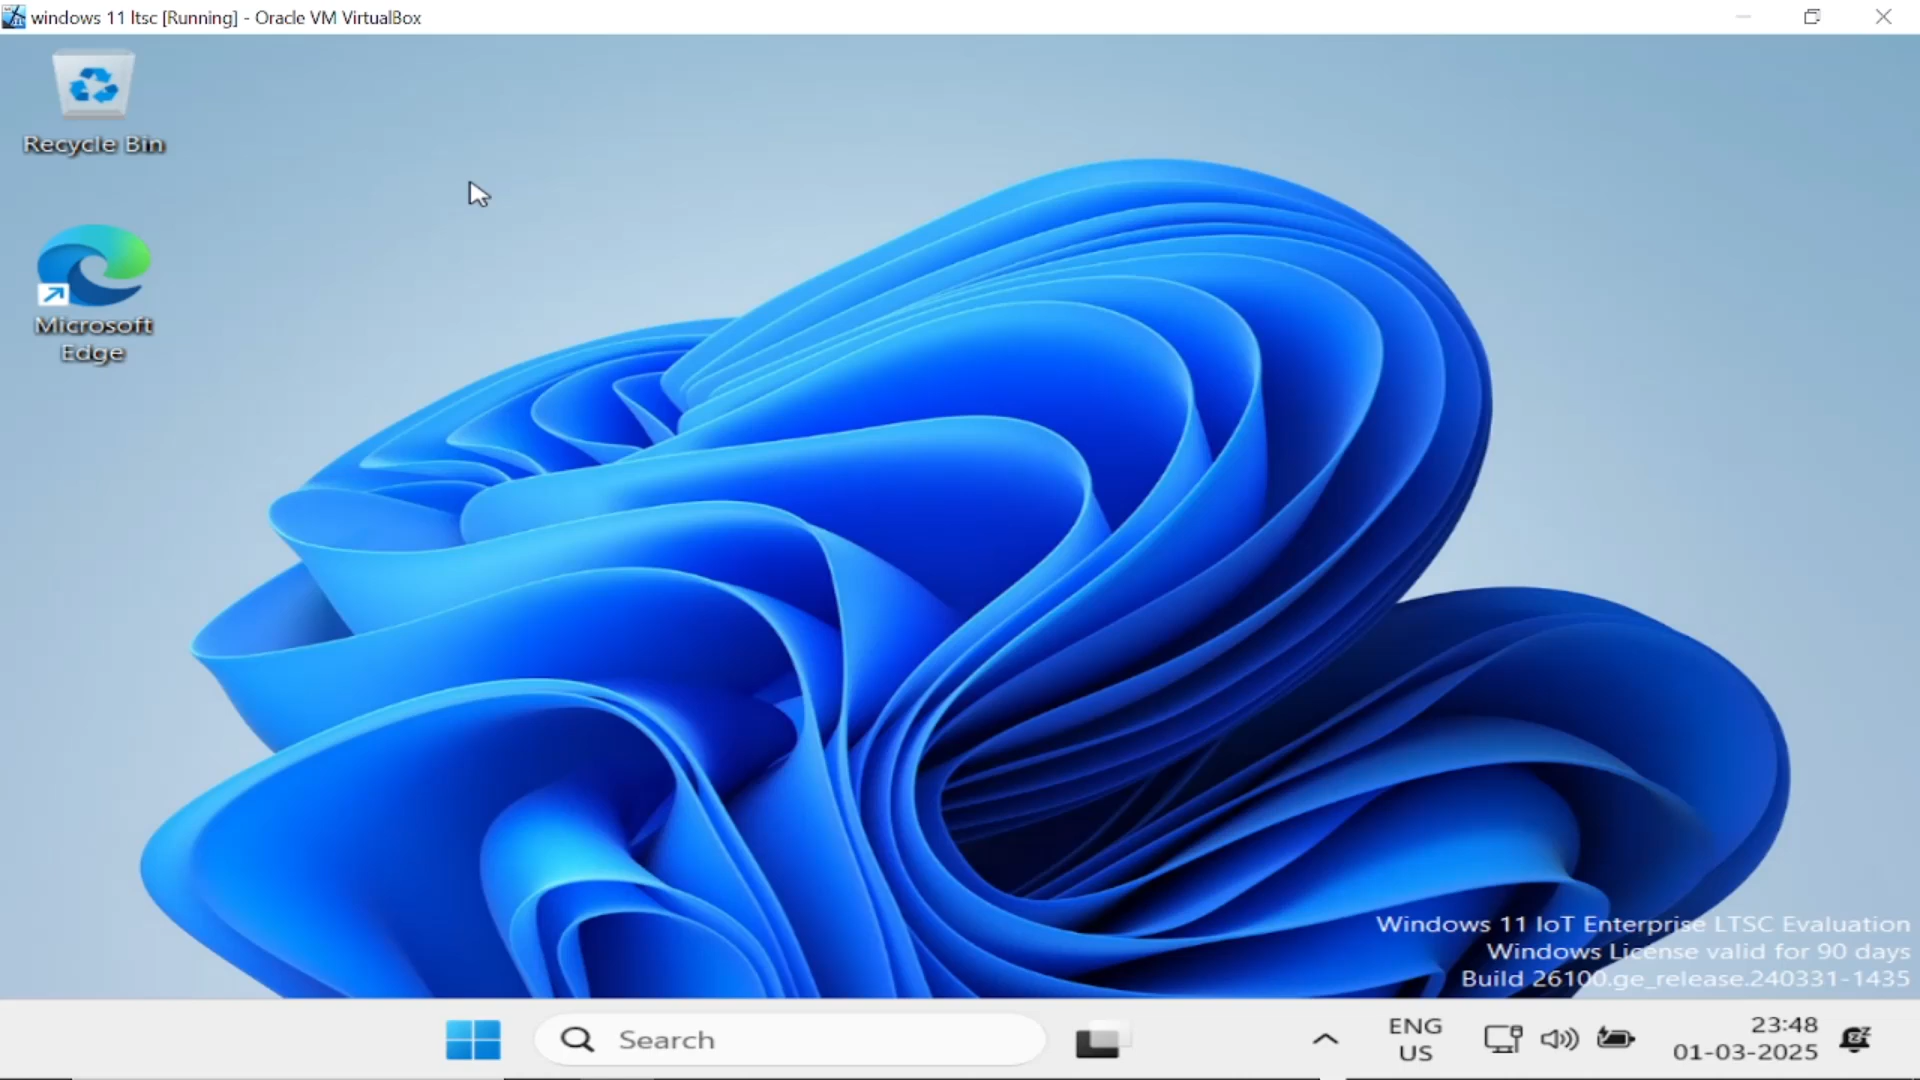 windows 11 ltsc [Running] - Oracle VM VirtualBox
Recycle Bin
Microsoft
Edge
Windows 11 IoT Enterprise LTSC Evaluation
Windows License valid for 90 days
Build 26100.ge_release.240331-1435
Search
ENG
US
23:48
01-03-2025